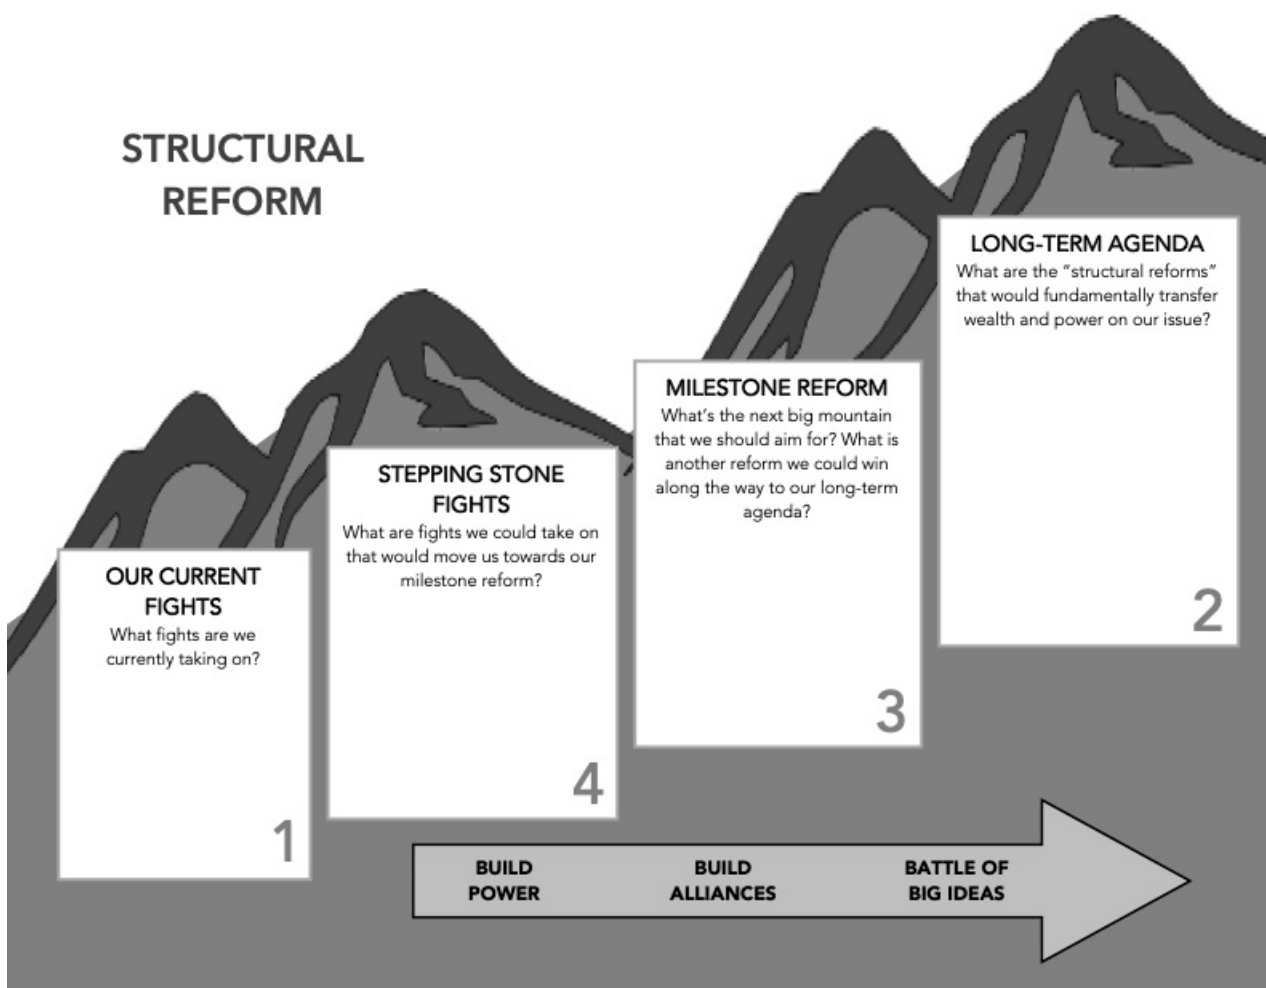 STRUCTURAL
REFORM
OUR CURRENT
FIGHTS
What fights are we
currently taking on?
1
STEPPING STONE
FIGHTS
What are fights we could take on
that would move us towards our
milestone reform?
4
MILESTONE REFORM
What’s the next big mountain
that we should aim for? What is
another reform we could win
along the way to our long-term
agenda?
3
LONG-TERM AGENDA
What are the “structural reforms”
that would fundamentally transfer
wealth and power on our issue?
2
BUILD
POWER
BUILD
ALLIANCES
BATTLE OF
BIG IDEAS